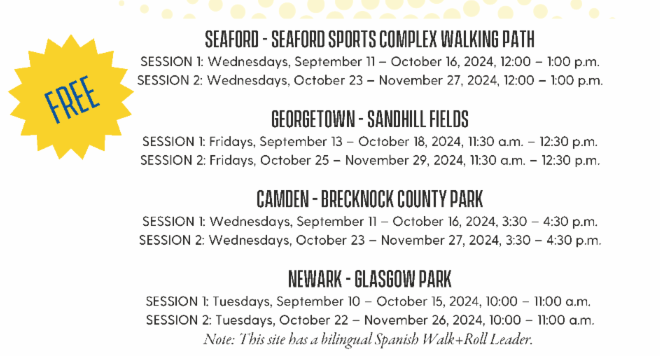 SEAFORD - SEAFORD SPORTS COMPLEX WALKING PATH
SESSION 1: Wednesdays, September 11 – October 16, 2024, 12:00 – 1:00 p.m.
SESSION 2: Wednesdays, October 23 – November 27, 2024, 12:00 – 1:00 p.m.
FREE
GEORGETOWN - SANDHILL FIELDS
SESSION 1: Fridays, September 13 – October 18, 2024, 11:30 a.m. – 12:30 p.m.
SESSION 2: Fridays, October 25 – November 29, 2024, 11:30 a.m. – 12:30 p.m.
CAMDEN - BRECKNOCK COUNTY PARK
SESSION 1: Wednesdays, September 11 – October 16, 2024, 3:30 – 4:30 p.m.
SESSION 2: Wednesdays, October 23 – November 27, 2024, 3:30 – 4:30 p.m.
NEWARK - GLASGOW PARK
SESSION 1: Tuesdays, September 10 – October 15, 2024, 10:00 – 11:00 a.m.
SESSION 2: Tuesdays, October 22 – November 26, 2024, 10:00 – 11:00 a.m.
Note: This site has a bilingual Spanish Walk+Roll Leader.